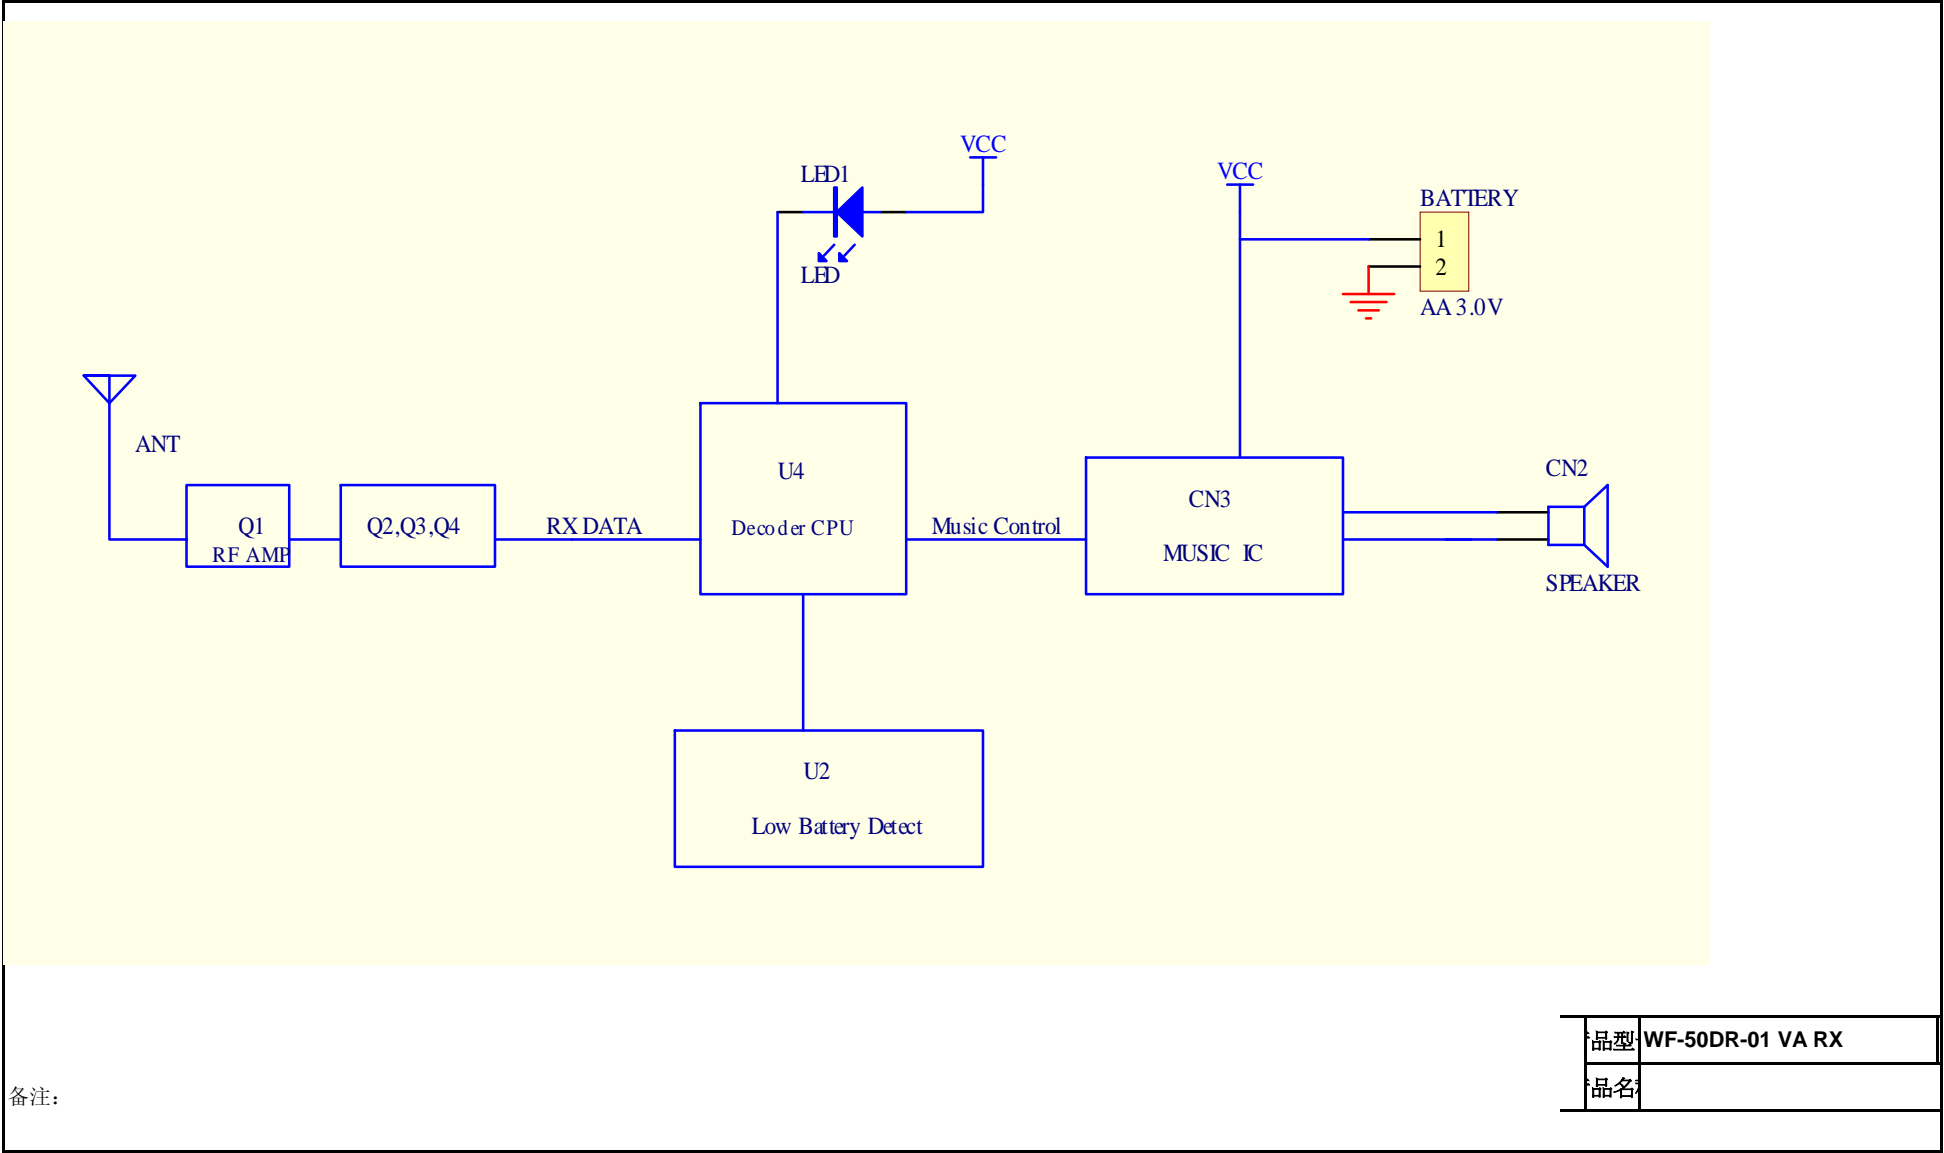 VCC
LED1
VCC
BATTERY
1
2
LED
AA 3.0V
ANT
CN2
U4
CN3
Q1
Q2,Q3,Q4
RX DATA
Decoder CPU
Music Control
RF AMP
MUSIC IC
SPEAKER
U2
Low Battery Detect
品型 WF-50DR-01 VA RX
品名
备注: